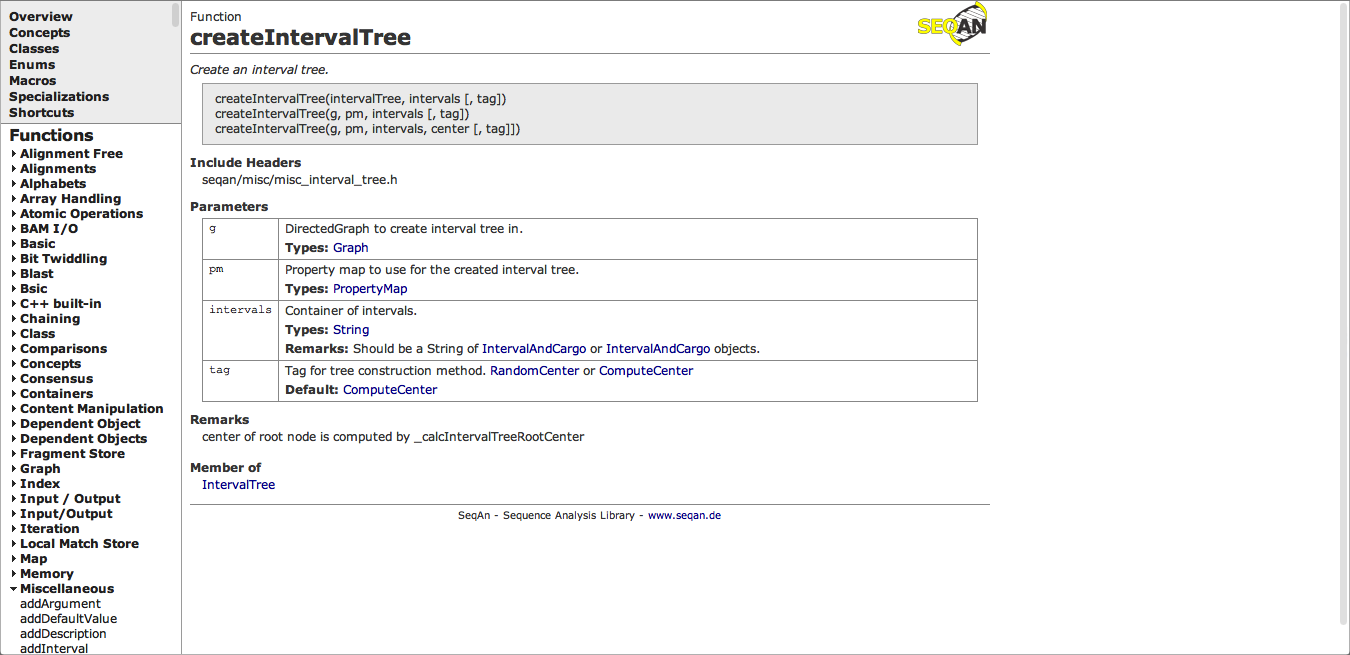 Overview
Concepts
Classes
Enums
Macros
Specializations
Shortcuts
Functions
Alignment Free
Alignments
Alphabets
Array Handling
Atomic Operations
BAM I/O
Basic
Bit Twiddling
Blast
Bsic
C++ built-in
Chaining
Class
Comparisons
Concepts
Consensus
Containers
Content Manipulation
Dependent Object
Dependent Objects
Fragment Store
Graph
Index
Input / Output
Input/Output
Iteration
Local Match Store
Map
Memory
Miscellaneous
addArgument
addDefaultValue
addDescription
addInterval
Function
SEQAN
createIntervalTree
Create an interval tree.
createIntervalTree(intervalTree, intervals [, tag])
createIntervalTree(g, pm, intervals [, tag])
createIntervalTree(g, pm, intervals, center [, tag]])
Include Headers
seqan/misc/misc_interval_tree.h
Parameters
g DirectedGraph to create interval tree in.
Types: Graph
pm Property map to use for the created interval tree.
Types: PropertyMap
intervals Container of intervals.
Types: String
Remarks: Should be a String of IntervalAndCargo or IntervalAndCargo objects.
tag Tag for tree construction method. RandomCenter or ComputeCenter
Default: ComputeCenter
Remarks
center of root node is computed by _calcIntervalTreeRootCenter
Member of
IntervalTree
SeqAn - Sequence Analysis Library - www.seqan.de